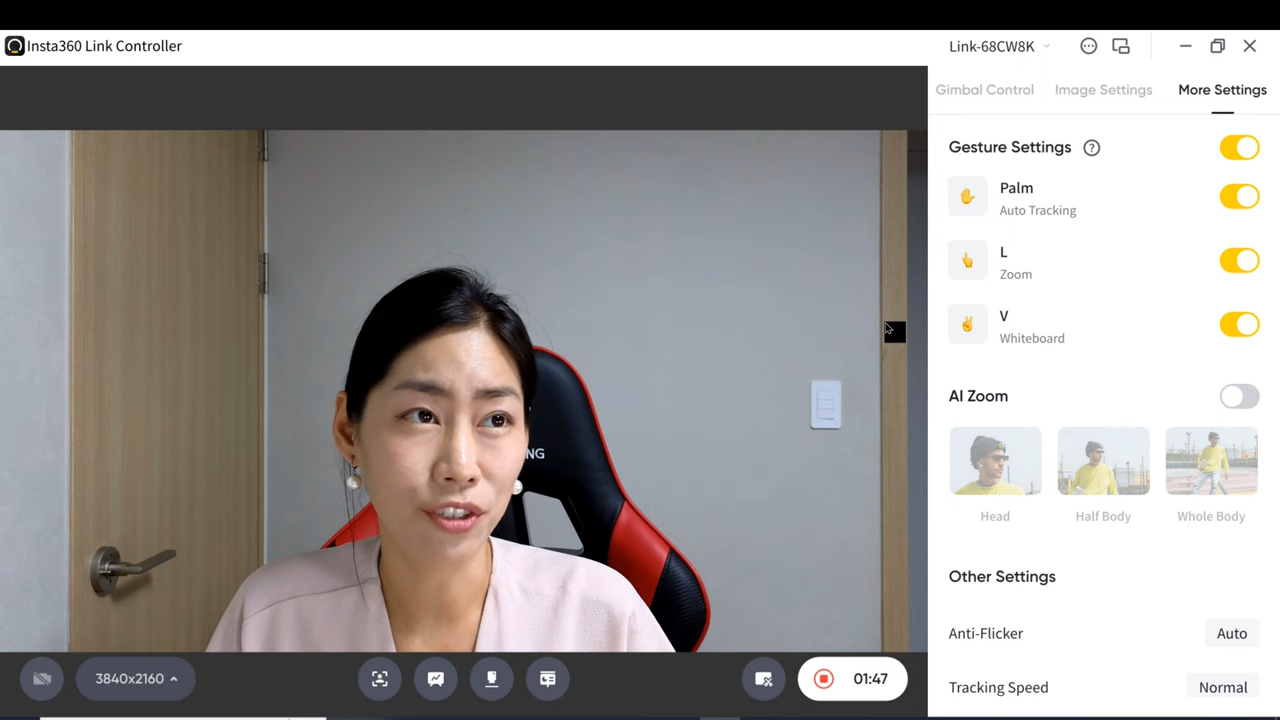 Insta360 Link Controller
Link-68CW8K
Gimbal Control
Image Settings
More Settings
Gesture Settings
?
Palm
Auto Tracking
L
Zoom
V
Whiteboard
AI Zoom
NG
Head
Half Body
Whole Body
Other Settings
Anti-Flicker
Auto
Tracking Speed
Normal
3840x2160
01:47